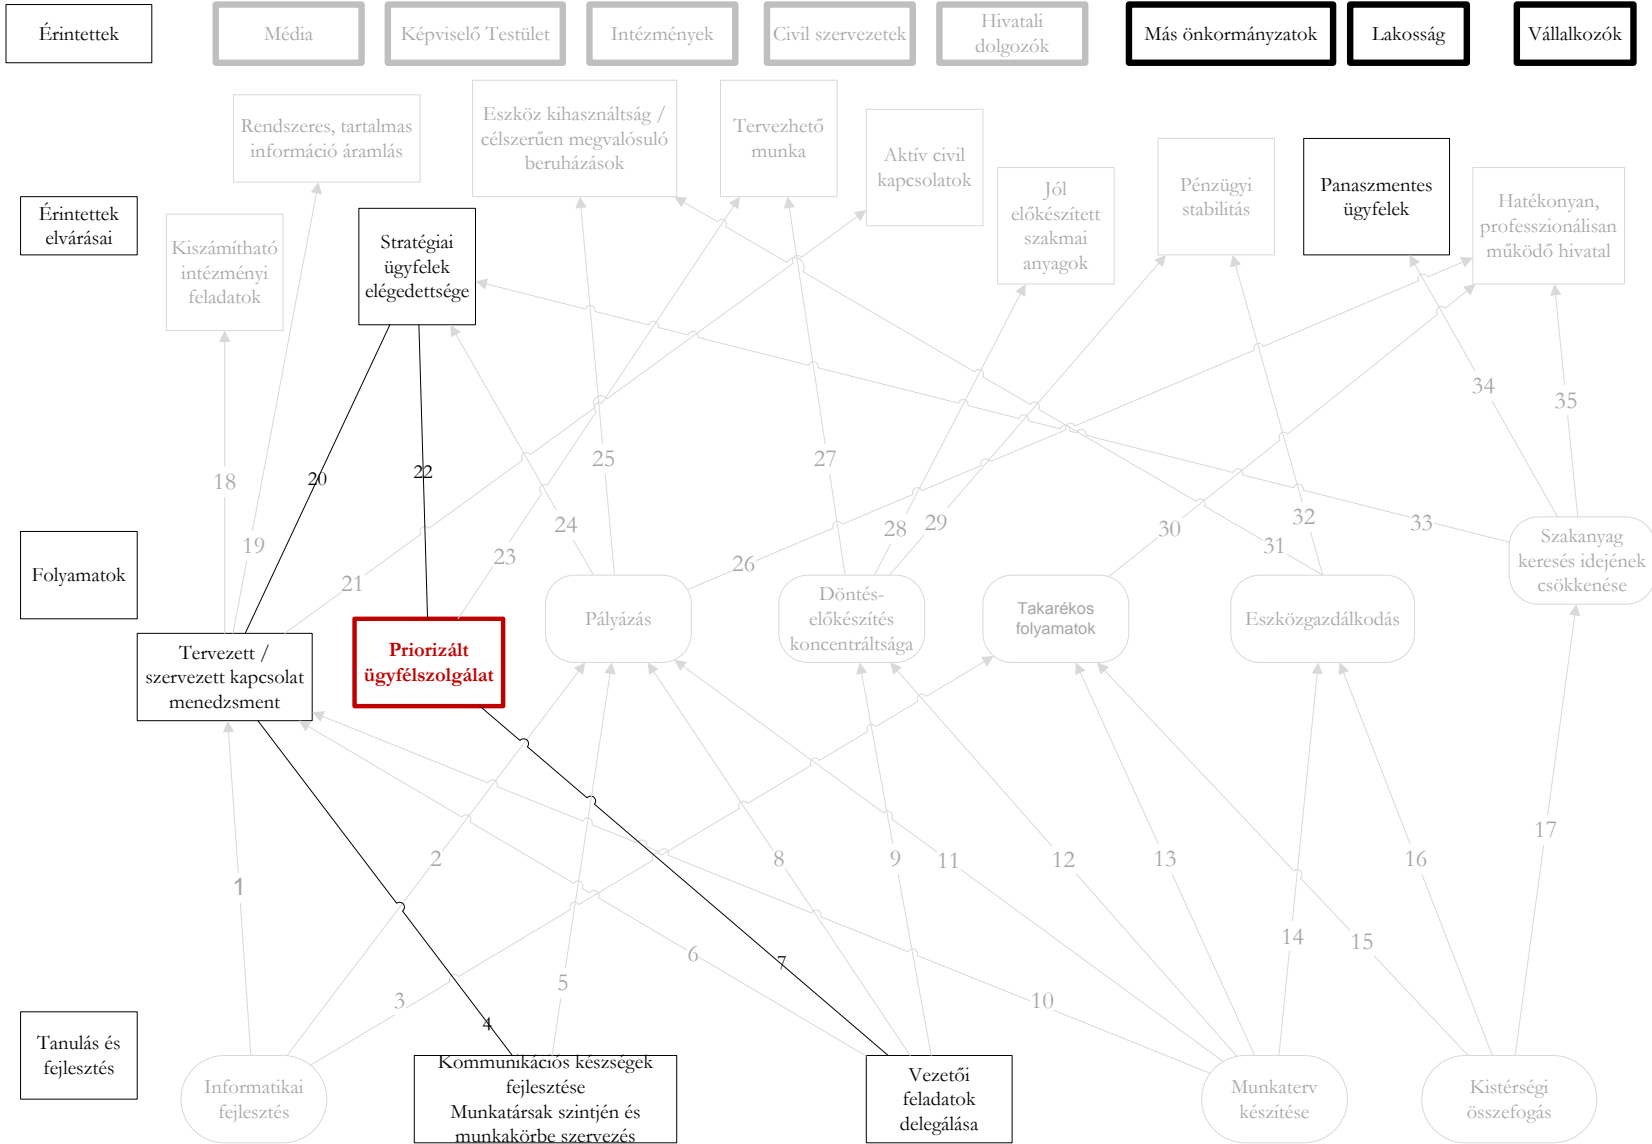 Érintettek
Média
Képviselő Testület
Intézmények
Civil szervezetek
Hivatali
dolgozók
Más önkormányzatok
Lakosság
Vállalkozók
Rendszeres, tartalmas
információ áramlás
Eszköz kihasználtság /
célszerűen megvalósuló
beruházások
Tervezhető
munka
Aktív civil
kapcsolatok
Jól
előkészített
szakmai
anyagok
Pénzügyi
stabilitás
Panaszmentes
ügyfelek
Hatékonyan,
professzionálisan
működő hivatal
Érintettek
elvárásai
Kiszámítható
intézményi
feladatok
Stratégiai
ügyfelek
elégedettsége
34
35
18
20
22
25
27
19
21
23
24
26
28
29
30
31
32
33
Folyamatok
Tervezett /
szervezett kapcsolat
menedzsment
Priorizált
ügyfélszolgálat
Pályázás
Döntés-
előkészítés
koncentráltsága
Takarékos
folyamatok
Eszközgazdálkodás
Szakanyag
keresés idejének
csökkenése
1
2
8
9
11
12
13
16
17
3
4
5
6
7
10
14
15
Tanulás és
fejlesztés
Informatikai
fejlesztés
Kommunikációs készségek
fejlesztése
Munkatársak szintjén és
munkakörbe szervezés
Vezetői
feladatok
delegálása
Munkaterv
készítése
Kistérségi
összefogás